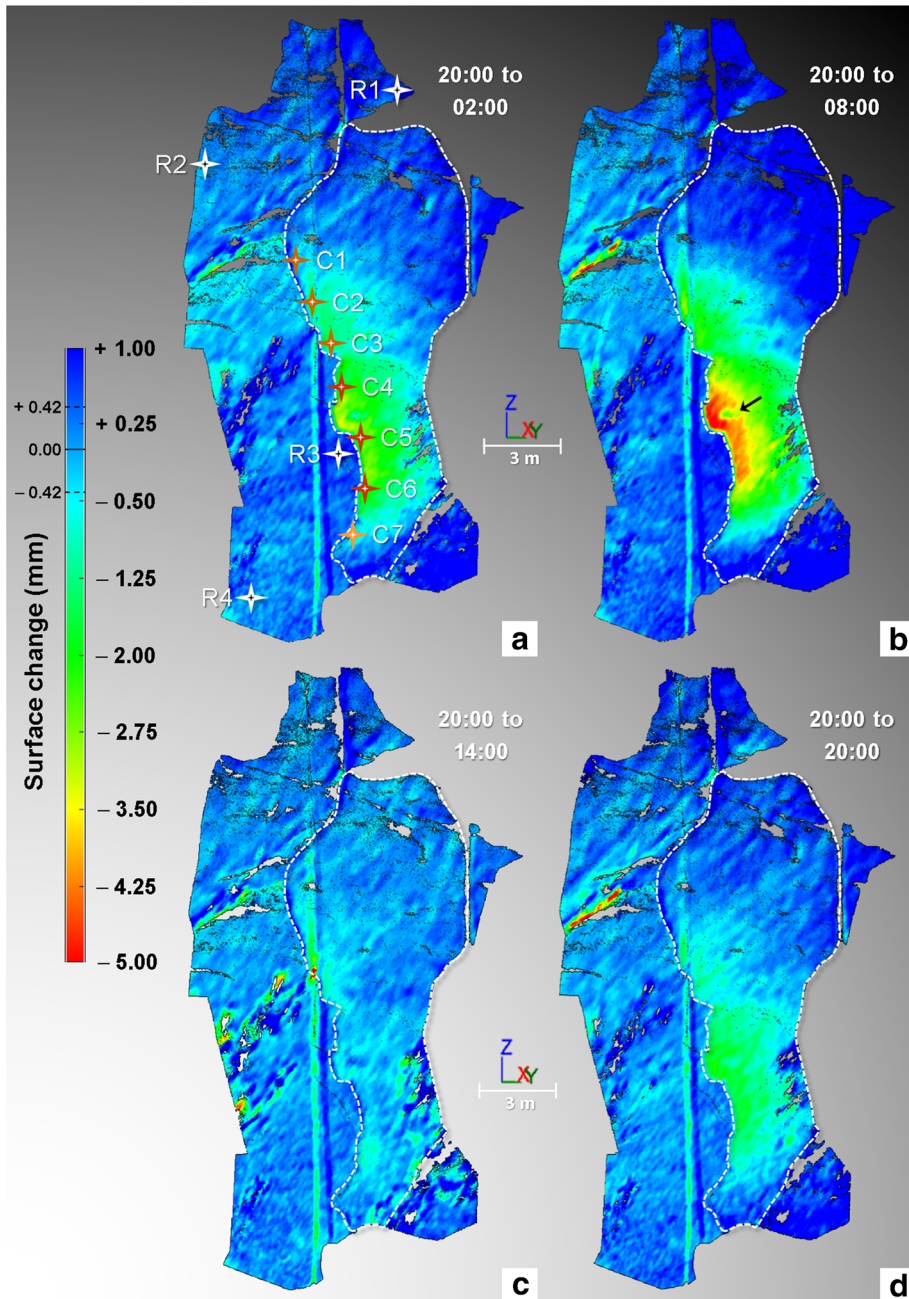 20:00 to
02:00
R1
R2
C1
C2
C3
C4
C5
R3
C6
C7
R4
a
20:00 to
08:00
b
Surface change (mm)
+ 1.00
+ 0.42
+ 0.25
0.00
− 0.42
− 0.50
− 1.25
− 2.00
− 2.75
− 3.50
− 4.25
− 5.00
Z
XY
3 m
20:00 to
14:00
c
20:00 to
20:00
d
Z
XY
3 m